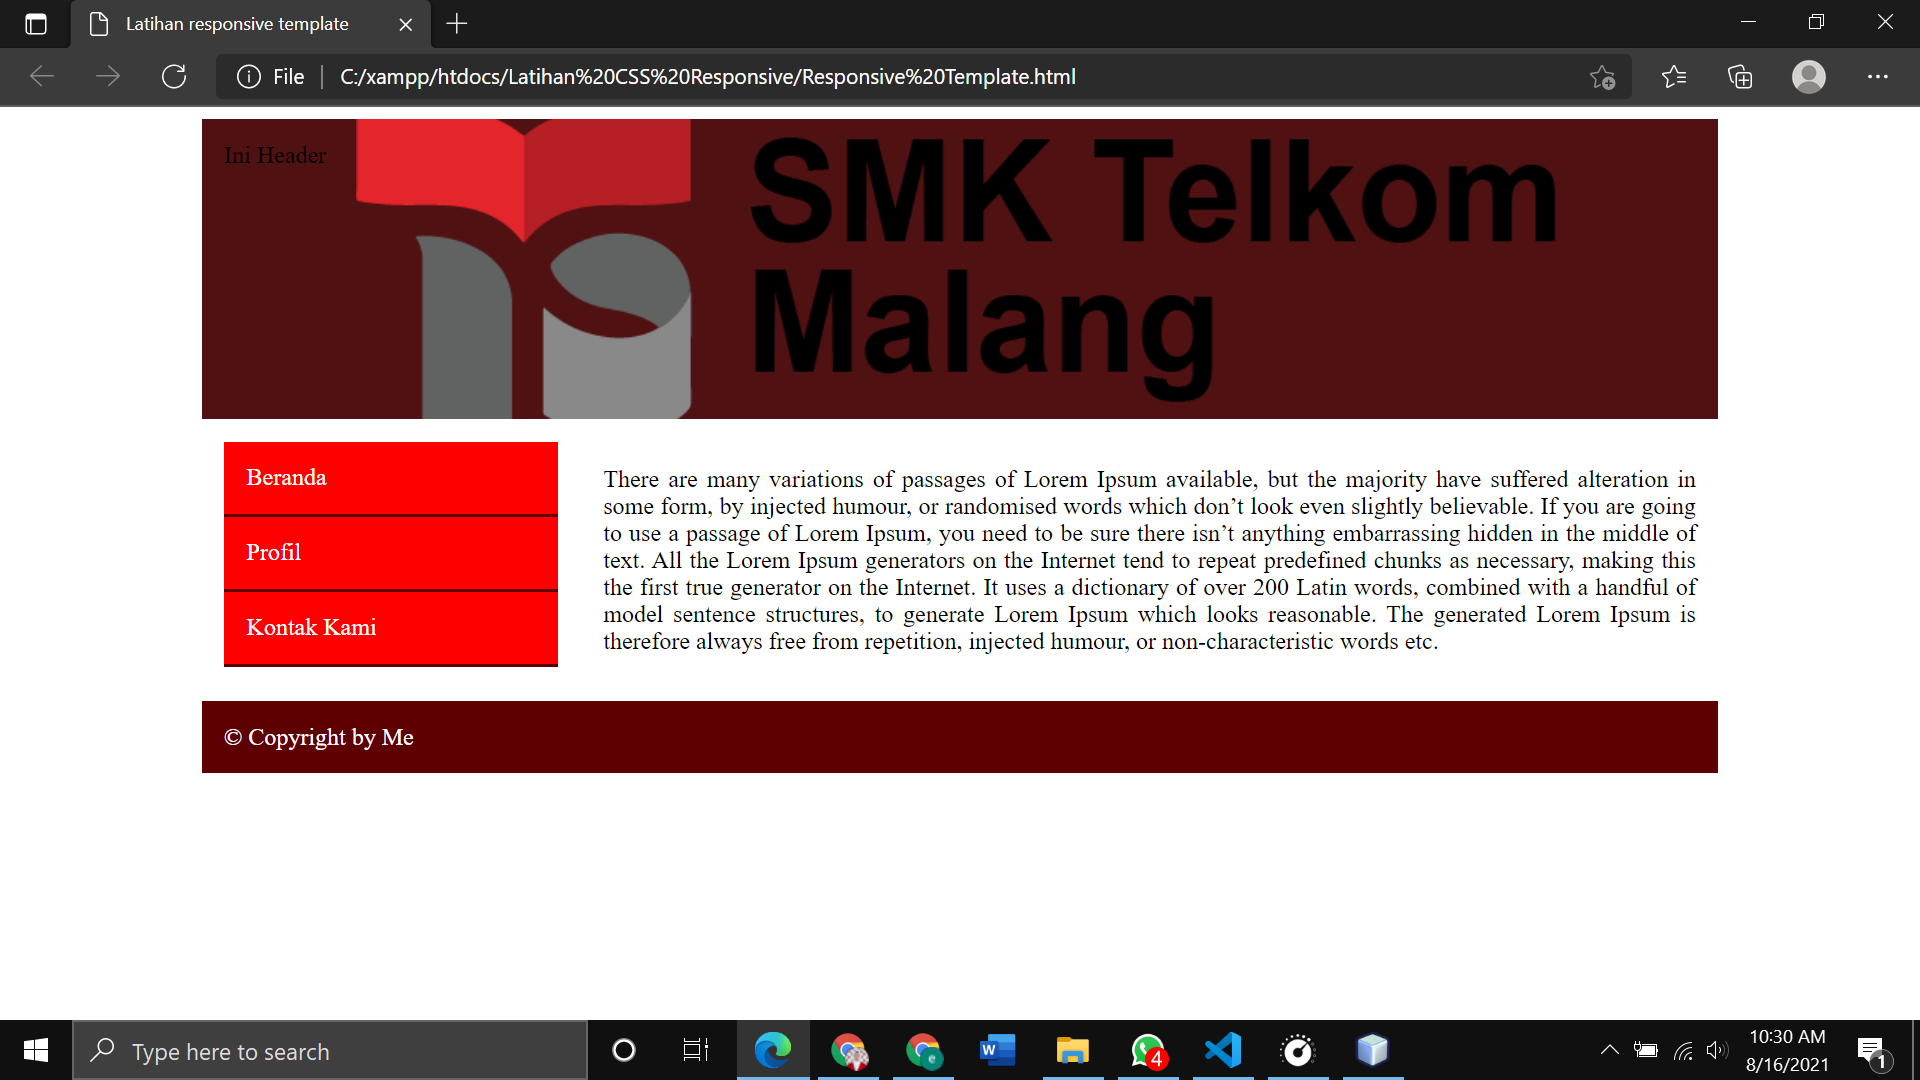 Latihan responsive template
File
C:/xampp/htdocs/Latihan%20CSS%20Responsive/Responsive%20Template.html
Ini Header
SMK Telkom
Malang
Beranda
Profil
Kontak Kami
There are many variations of passages of Lorem Ipsum available, but the majority have suffered alteration in
some form, by injected humour, or randomised words which don’t look even slightly believable. If you are going
to use a passage of Lorem Ipsum, you need to be sure there isn’t anything embarrassing hidden in the middle of
text. All the Lorem Ipsum generators on the Internet tend to repeat predefined chunks as necessary, making this
the first true generator on the Internet. It uses a dictionary of over 200 Latin words, combined with a handful of
model sentence structures, to generate Lorem Ipsum which looks reasonable. The generated Lorem Ipsum is
therefore always free from repetition, injected humour, or non-characteristic words etc.
© Copyright by Me
Type here to search
e
W
4
10:30 AM
8/16/2021
1